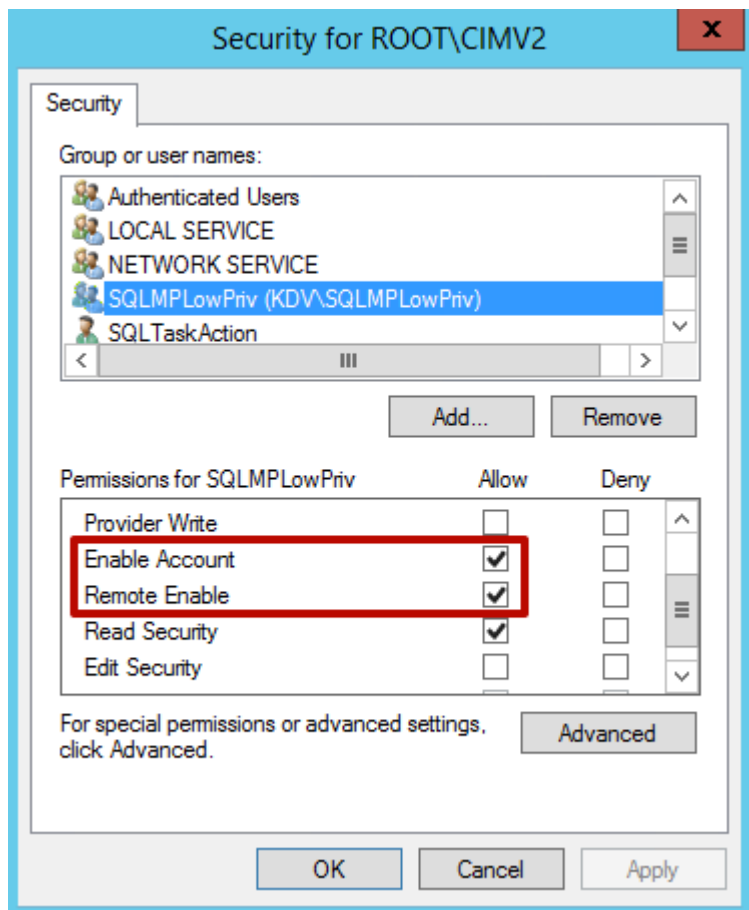 Security for ROOT\CIMV2
x
Security
Group or user names:
Authenticated Users
LOCAL SERVICE
NETWORK SERVICE
SQLMPLowPriv (KDV\SQLMPLowPriv)
SQLTaskAction
Add... Remove
Permissions for SQLMPLowPriv Allow Deny
Provider Write
Enable Account
Remote Enable
Read Security
Edit Security
For special permissions or advanced settings,
click Advanced.
Advanced
OK Cancel Apply